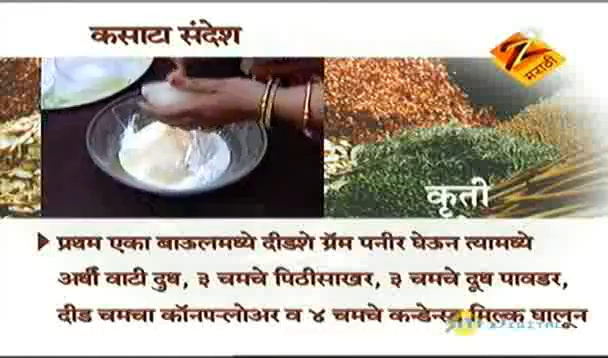 कसाटा संदेश
मराठी
कृती
प्रथम एका बाऊलमध्ये दीडशे ग्रॅम पनीर घेऊन त्यामध्ये
अर्धी वाटी दुध, ३ चमचे पिठीसाखर, ३ चमचे दूध पावडर,
दीड चमचा कॉनफ्लोअर व ४ चमचे कन्डेन्स्ड मिल्क घालून